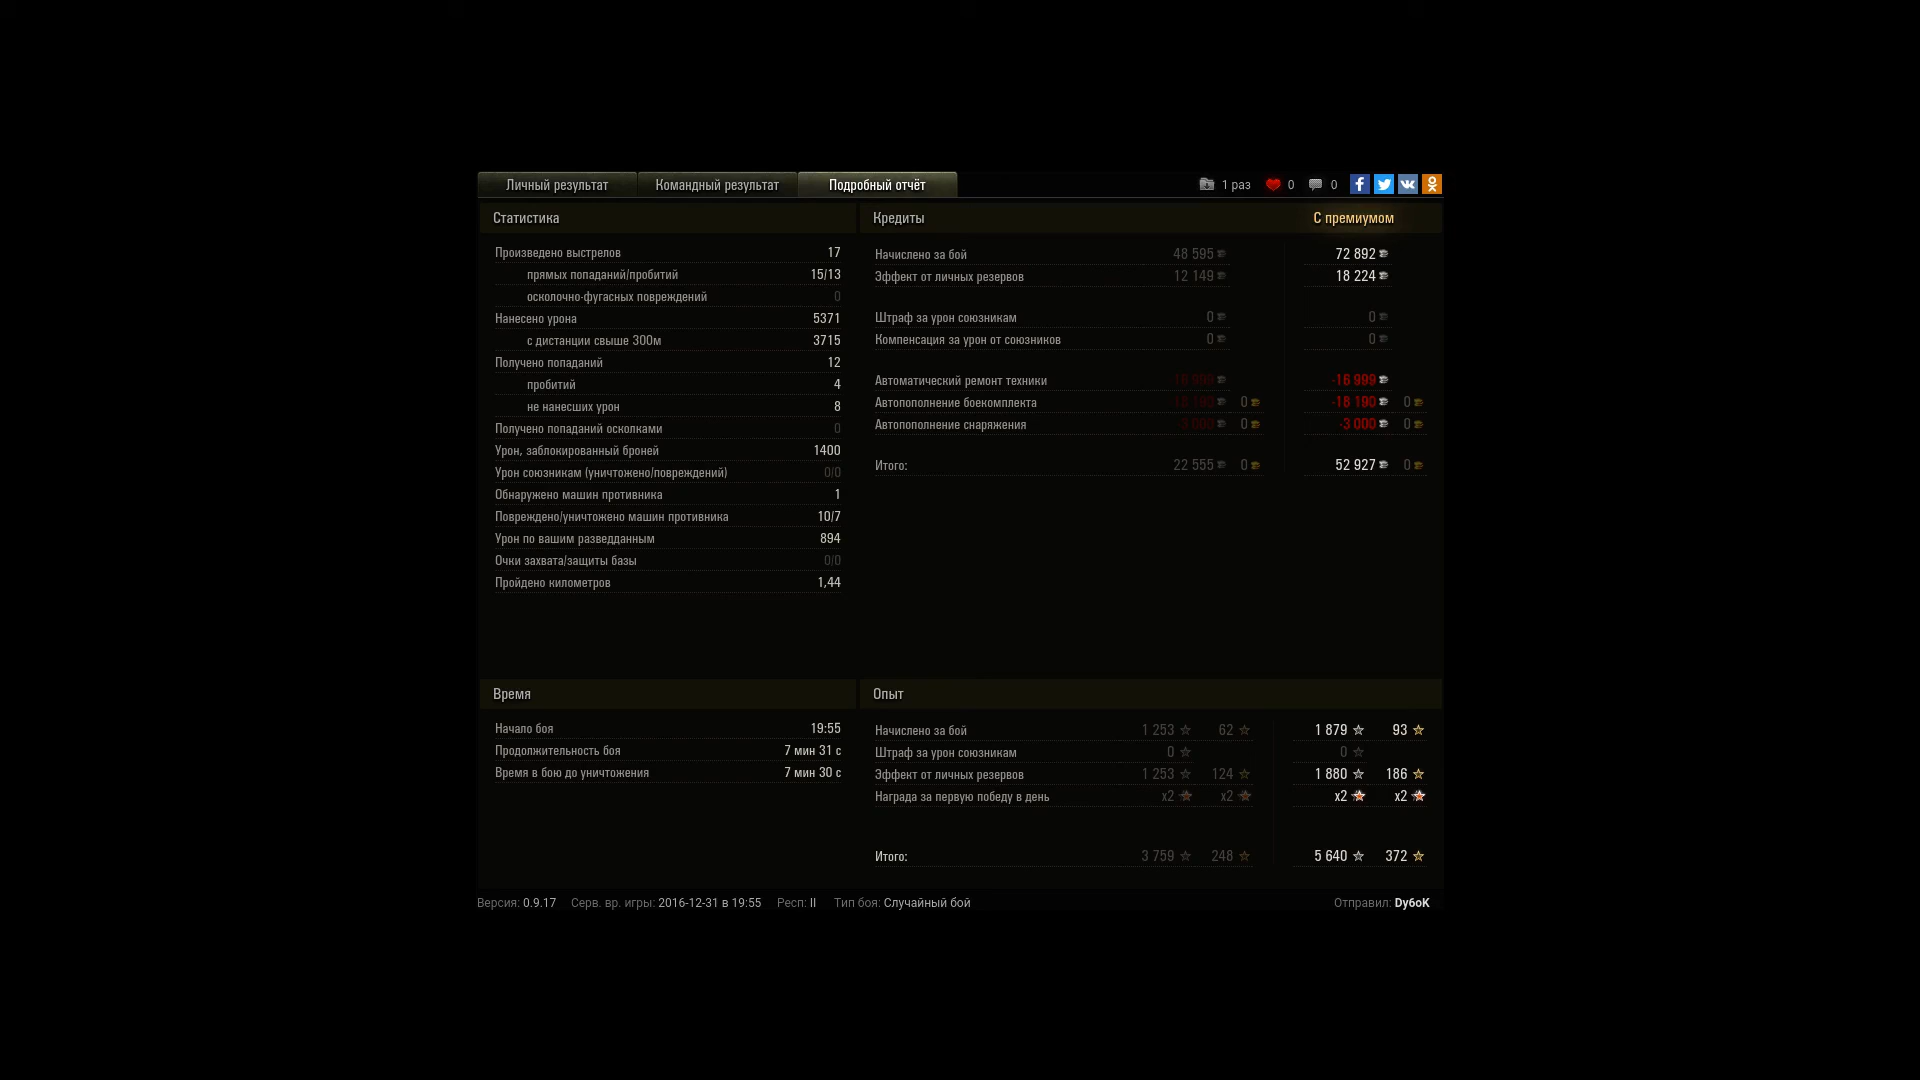 Личный результат Командный результат Подробный отчёт 1 раз 0 0
Статистика
Произведено выстрелов 17
прямых попаданий/пробитий 15/13
осколочно-фугасных повреждений 0
Нанесено урона 5371
с дистанции свыше 300м 3715
Получено попаданий 12
пробитий 4
не нанесших урон 8
Получено попаданий осколками 0
Урон, заблокированный броней 1400
Урон союзникам (уничтожено/повреждений) 0/0
Обнаружено машин противника 1
Повреждено/уничтожено машин противника 10/7
Урон по вашим разведданным 894
Очки захвата/защиты базы 0/0
Пройдено километров 1,44
Кредиты С премиумом
Начислено за бой 48 595 72 892
Эффект от личных резервов 12 149 18 224
Штраф за урон союзникам 0 0
Компенсация за урон от союзников 0 0
Автоматический ремонт техники -16 999 -16 999
Автопополнение боекомплекта -18 190 0 -18 190 0
Автопополнение снаряжения -3 000 0 -3 000 0
Итого: 22 555 0 52 927 0
Время
Начало боя 19:55
Продолжительность боя 7 мин 31 с
Время в бою до уничтожения 7 мин 30 с
Опыт
Начислено за бой 1 253 62 1 879 93
Штраф за урон союзникам 0 0
Эффект от личных резервов 1 253 124 1 880 186
Награда за первую победу в день x2 x2 x2 x2
Итого: 3 759 248 5 640 372
Версия: 0.9.17 Серв. вр. игры: 2016-12-31 в 19:55 Респ: II Тип боя: Случайный бой Отправил: Dy6oK